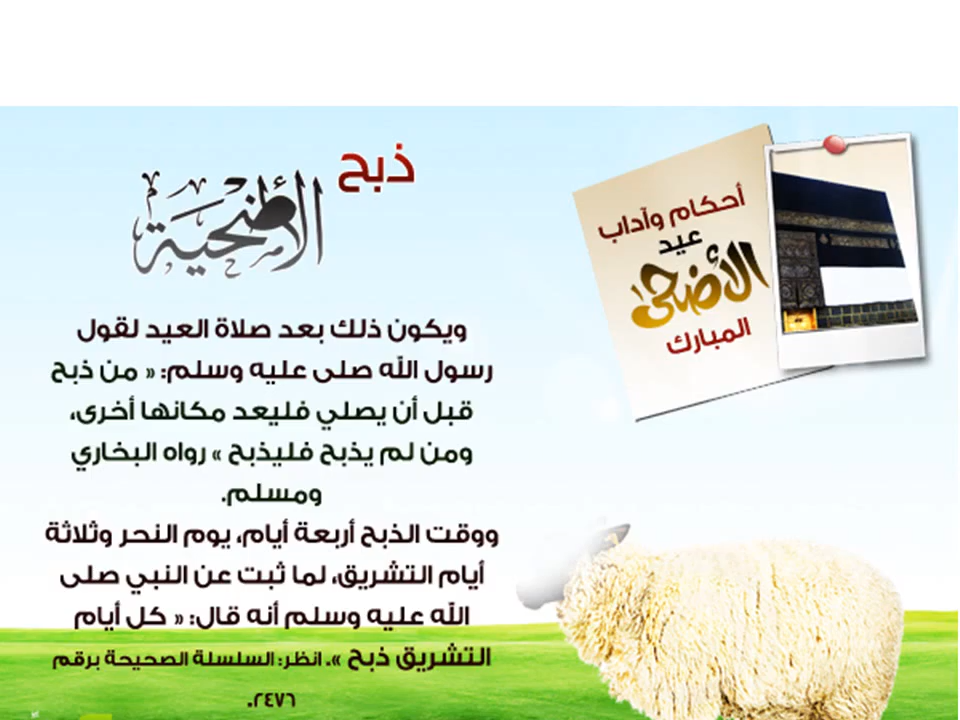 ذبح
الأضحية
أحكام وآداب
عيد
الأضحى
المبارك
ويكون ذلك بعد صلاة العيد لقول
رسول الله صلى عليه وسلم: « من ذبح
قبل أن يصلي فليعد مكانها أخرى،
ومن لم يذبح فليذبح » رواه البخاري
ومسلم.
ووقت الذبح أربعة أيام، يوم النحر وثلاثة
أيام التشريق، لما ثبت عن النبي صلى
الله عليه وسلم أنه قال: « كل أيام
التشريق ذبح ». انظر: السلسلة الصحيحة برقم
٢٤٧٦.